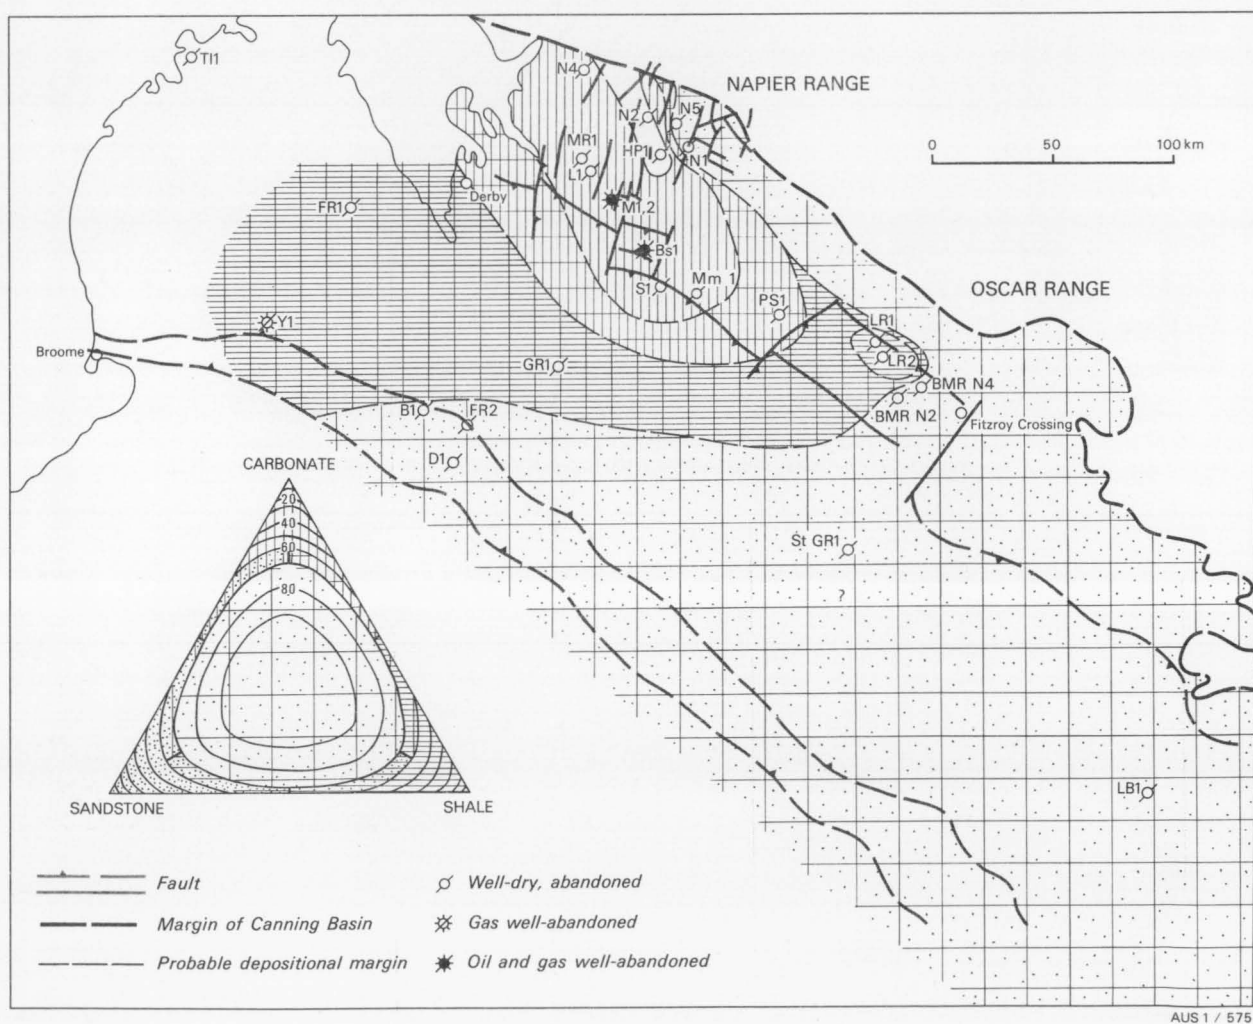 TI1
N4
NAPIER RANGE
N2
N5
MR1
HP1
N1
L1
0 50 100 km
Derby
FR1
M1,2
Bs1
S1
Mm 1
OSCAR RANGE
PS1
Y1
LR1
Broome
GR1
LR2
BMR N4
B1
FR2
BMR N2
Fitzroy Crossing
D1
CARBONATE
20
40
60
80
St GR1
?
SANDSTONE
SHALE
LB1
Fault
Well-dry, abandoned
Margin of Canning Basin
Gas well-abandoned
Probable depositional margin
Oil and gas well-abandoned
AUS 1 / 575